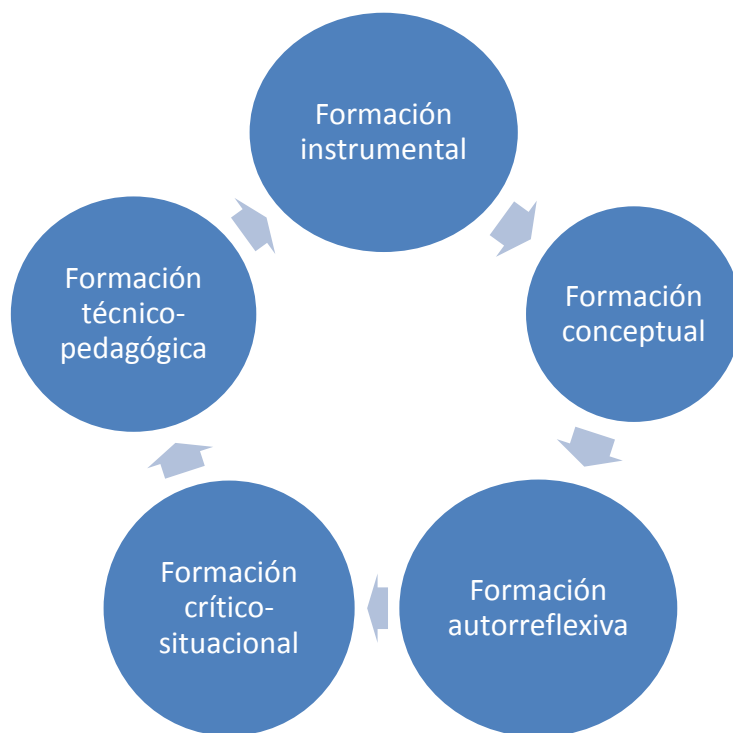 Formación
instrumental
Formación
conceptual
Formación
autorreflexiva
Formación
crítico-
situacional
Formación
técnico-
pedagógica